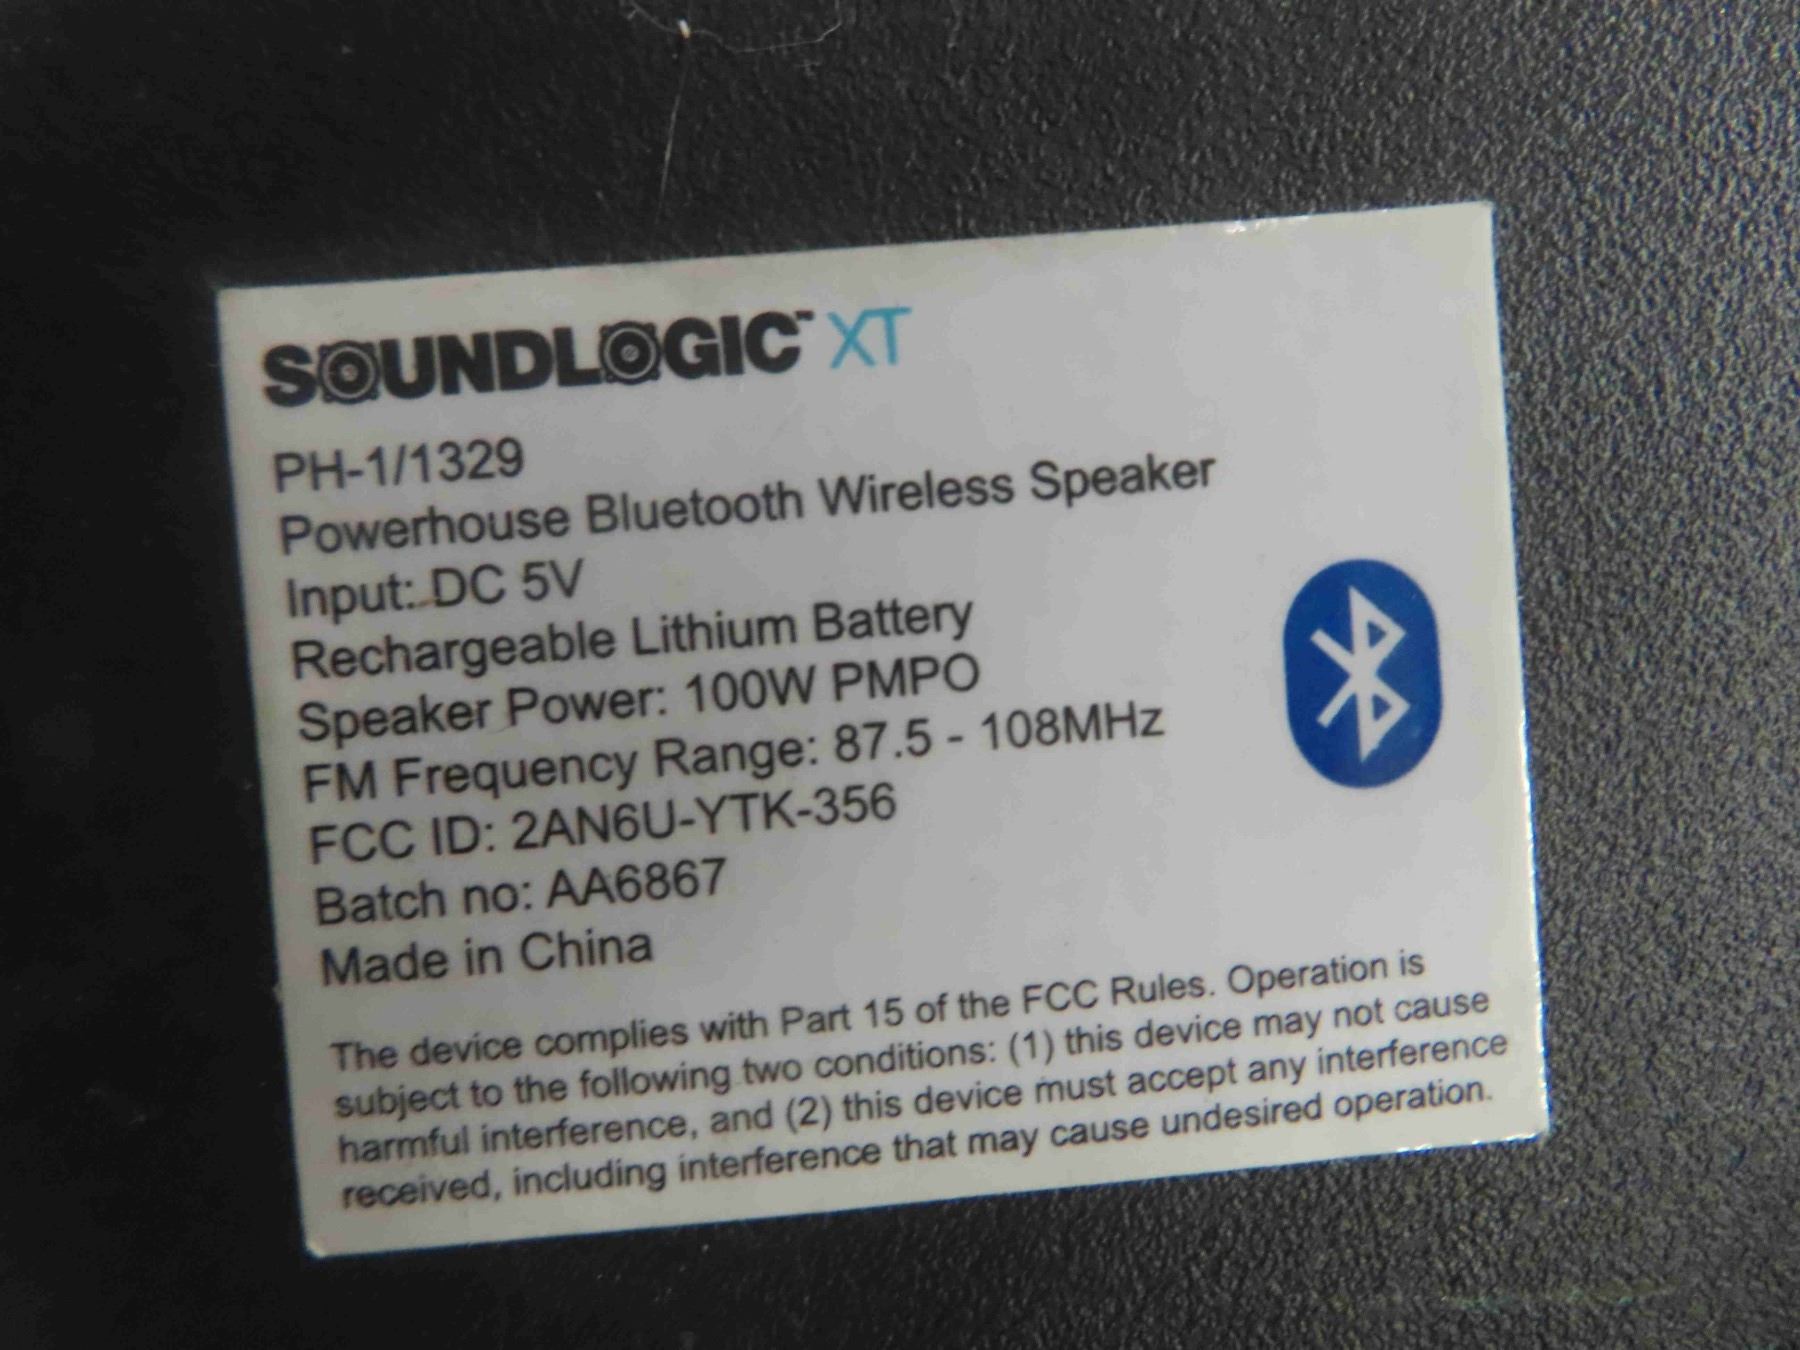 SOUNDLOGIC™ XT
PH-1/1329
Powerhouse Bluetooth Wireless Speaker
Input: DC 5V
Rechargeable Lithium Battery
Speaker Power: 100W PMPO
FM Frequency Range: 87.5 - 108MHz
FCC ID: 2AN6U-YTK-356
Batch no: AA6867
Made in China
The device complies with Part 15 of the FCC Rules. Operation is
subject to the following two conditions: (1) this device may not cause
harmful interference, and (2) this device must accept any interference
received, including interference that may cause undesired operation.